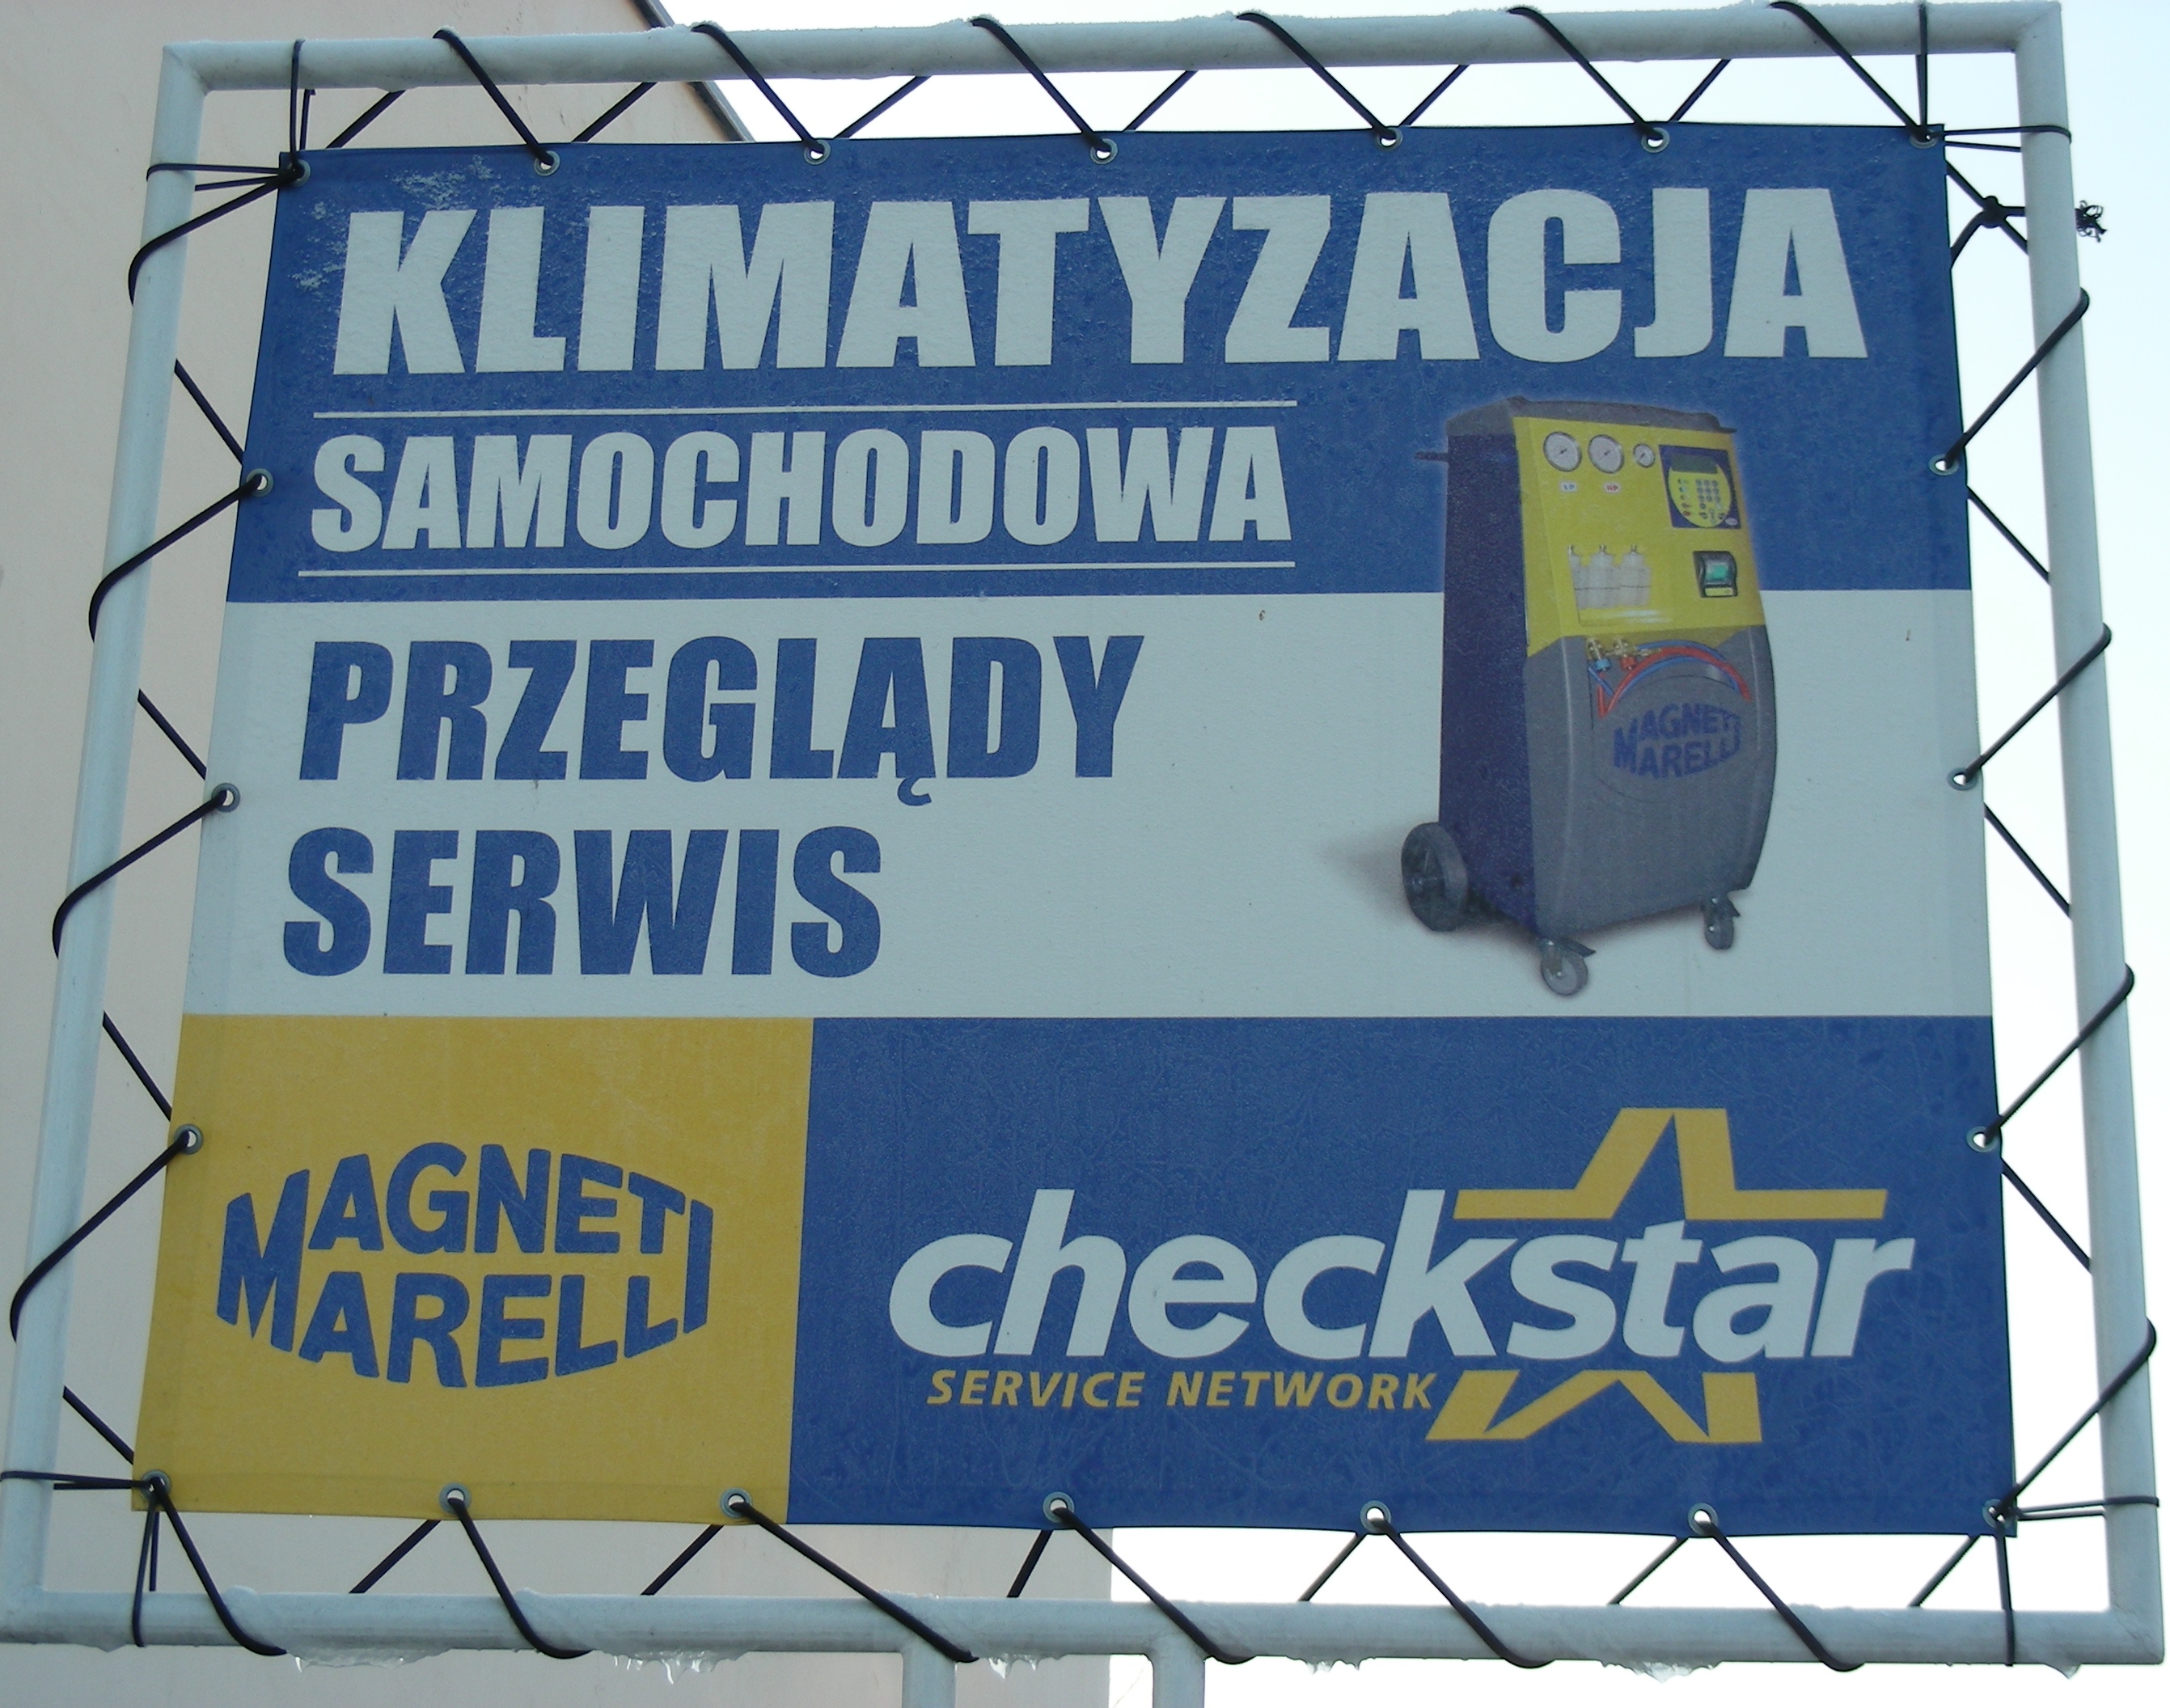 KLIMATYZACJA
SAMOCHODOWA
PRZEGLĄDY
SERWIS
MAGNETI
MARELLI
MAGNETI
MARELLI
checkstar
SERVICE NETWORK